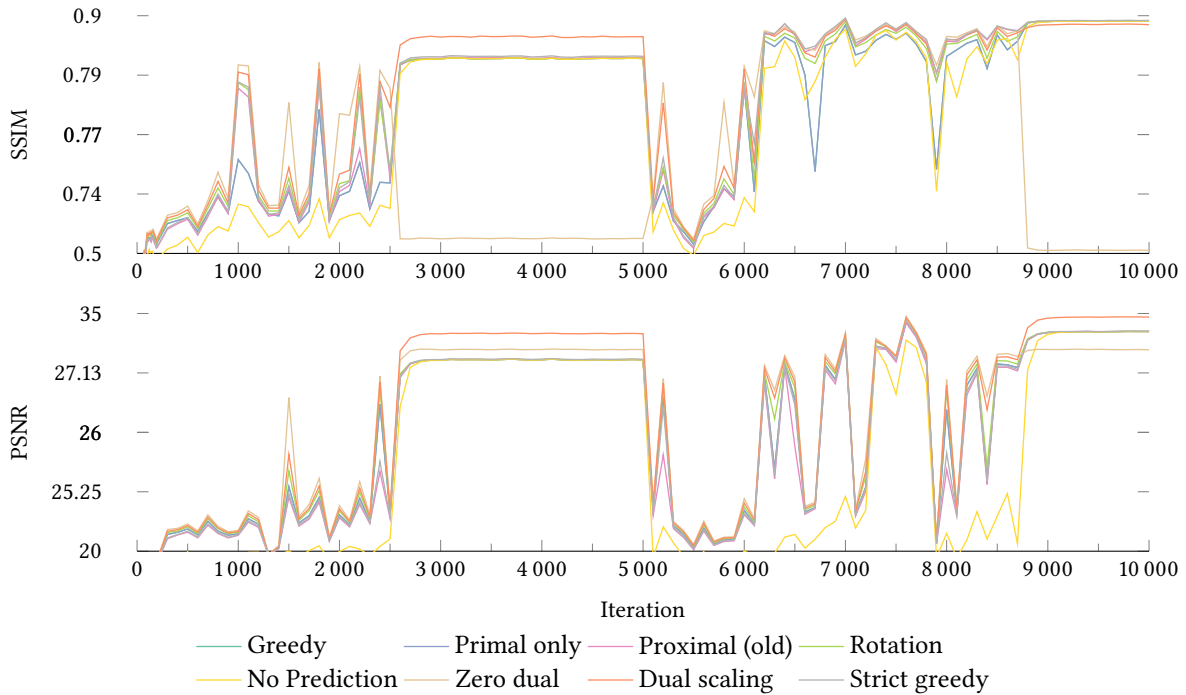 0.9
0.79
0.77
0.74
0.5
SSIM
0 1 000 2 000 3 000 4 000 5 000 6 000 7 000 8 000 9 000 10 000
35
27.13
26
25.25
20
PSNR
0 1 000 2 000 3 000 4 000 5 000 6 000 7 000 8 000 9 000 10 000
Iteration
Greedy Primal only Proximal (old) Rotation
No Prediction Zero dual Dual scaling Strict greedy